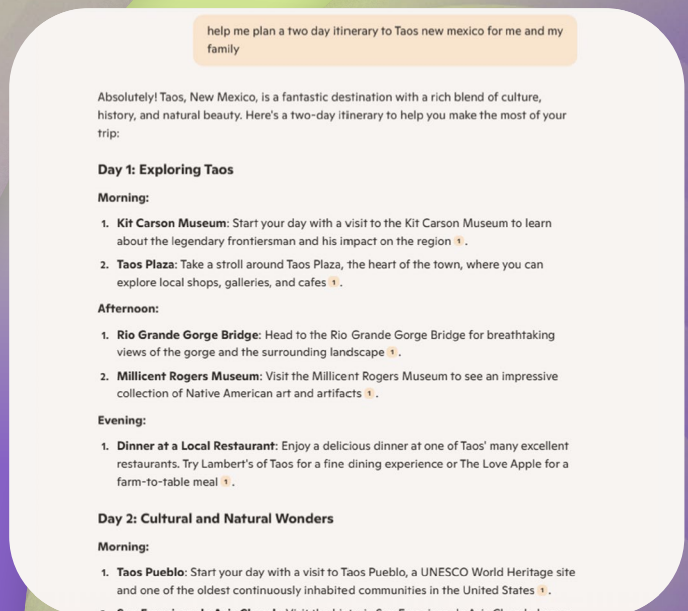 help me plan a two day itinerary to Taos new mexico for me and my
family
Absolutely! Taos, New Mexico, is a fantastic destination with a rich blend of culture,
history, and natural beauty. Here's a two-day itinerary to help you make the most of your
trip:
Day 1: Exploring Taos
Morning:
1. Kit Carson Museum: Start your day with a visit to the Kit Carson Museum to learn
about the legendary frontiersman and his impact on the region 1.
2. Taos Plaza: Take a stroll around Taos Plaza, the heart of the town, where you can
explore local shops, galleries, and cafes 1.
Afternoon:
1. Rio Grande Gorge Bridge: Head to the Rio Grande Gorge Bridge for breathtaking
views of the gorge and the surrounding landscape 1.
2. Millicent Rogers Museum: Visit the Millicent Rogers Museum to see an impressive
collection of Native American art and artifacts 1.
Evening:
1. Dinner at a Local Restaurant: Enjoy a delicious dinner at one of Taos' many excellent
restaurants. Try Lambert's of Taos for a fine dining experience or The Love Apple for a
farm-to-table meal 1.
Day 2: Cultural and Natural Wonders
Morning:
1. Taos Pueblo: Start your day with a visit to Taos Pueblo, a UNESCO World Heritage site
and one of the oldest continuously inhabited communities in the United States 1.